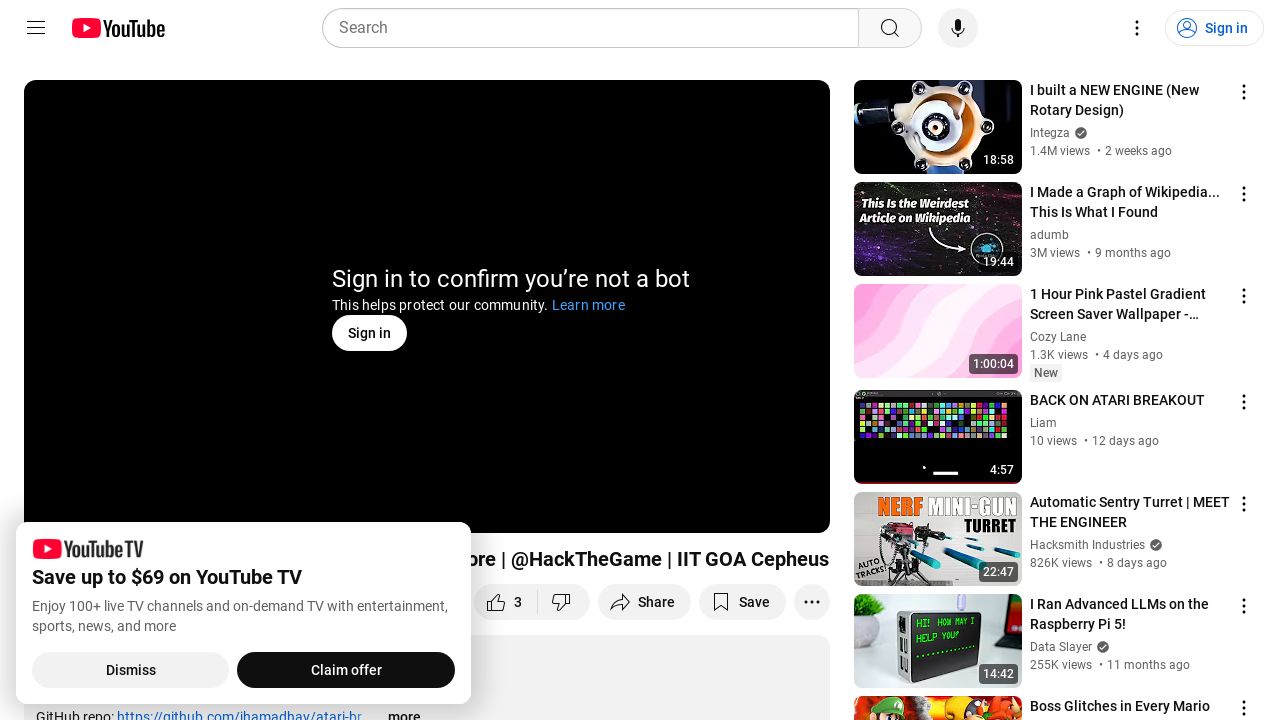 YouTube
Search
Sign in
Sign in to confirm you’re not a bot
This helps protect our community. Learn more
Sign in
ore | @HackTheGame | IIT GOA Cepheus
3
Share
Save
YouTube TV
Save up to $69 on YouTube TV
Enjoy 100+ live TV channels and on-demand TV with entertainment,
sports, news, and more
Dismiss
Claim offer
GitHub repo: https://github.com/jhamadhav/atari-br
...more
18:58
I built a NEW ENGINE (New
Rotary Design)
Integza
1.4M views • 2 weeks ago
This Is the Weirdest
Article on Wikipedia
19:44
I Made a Graph of Wikipedia...
This Is What I Found
adumb
3M views • 9 months ago
1:00:04
1 Hour Pink Pastel Gradient
Screen Saver Wallpaper -...
Cozy Lane
1.3K views • 4 days ago
New
4:57
BACK ON ATARI BREAKOUT
Liam
10 views • 12 days ago
NERF MINI-GUN
TURRET
AUTO
TRACKS!
22:47
Automatic Sentry Turret | MEET
THE ENGINEER
Hacksmith Industries
826K views • 8 days ago
HI! HOW MAY I
HELP YOU?
14:42
I Ran Advanced LLMs on the
Raspberry Pi 5!
Data Slayer
255K views • 11 months ago
Boss Glitches in Every Mario